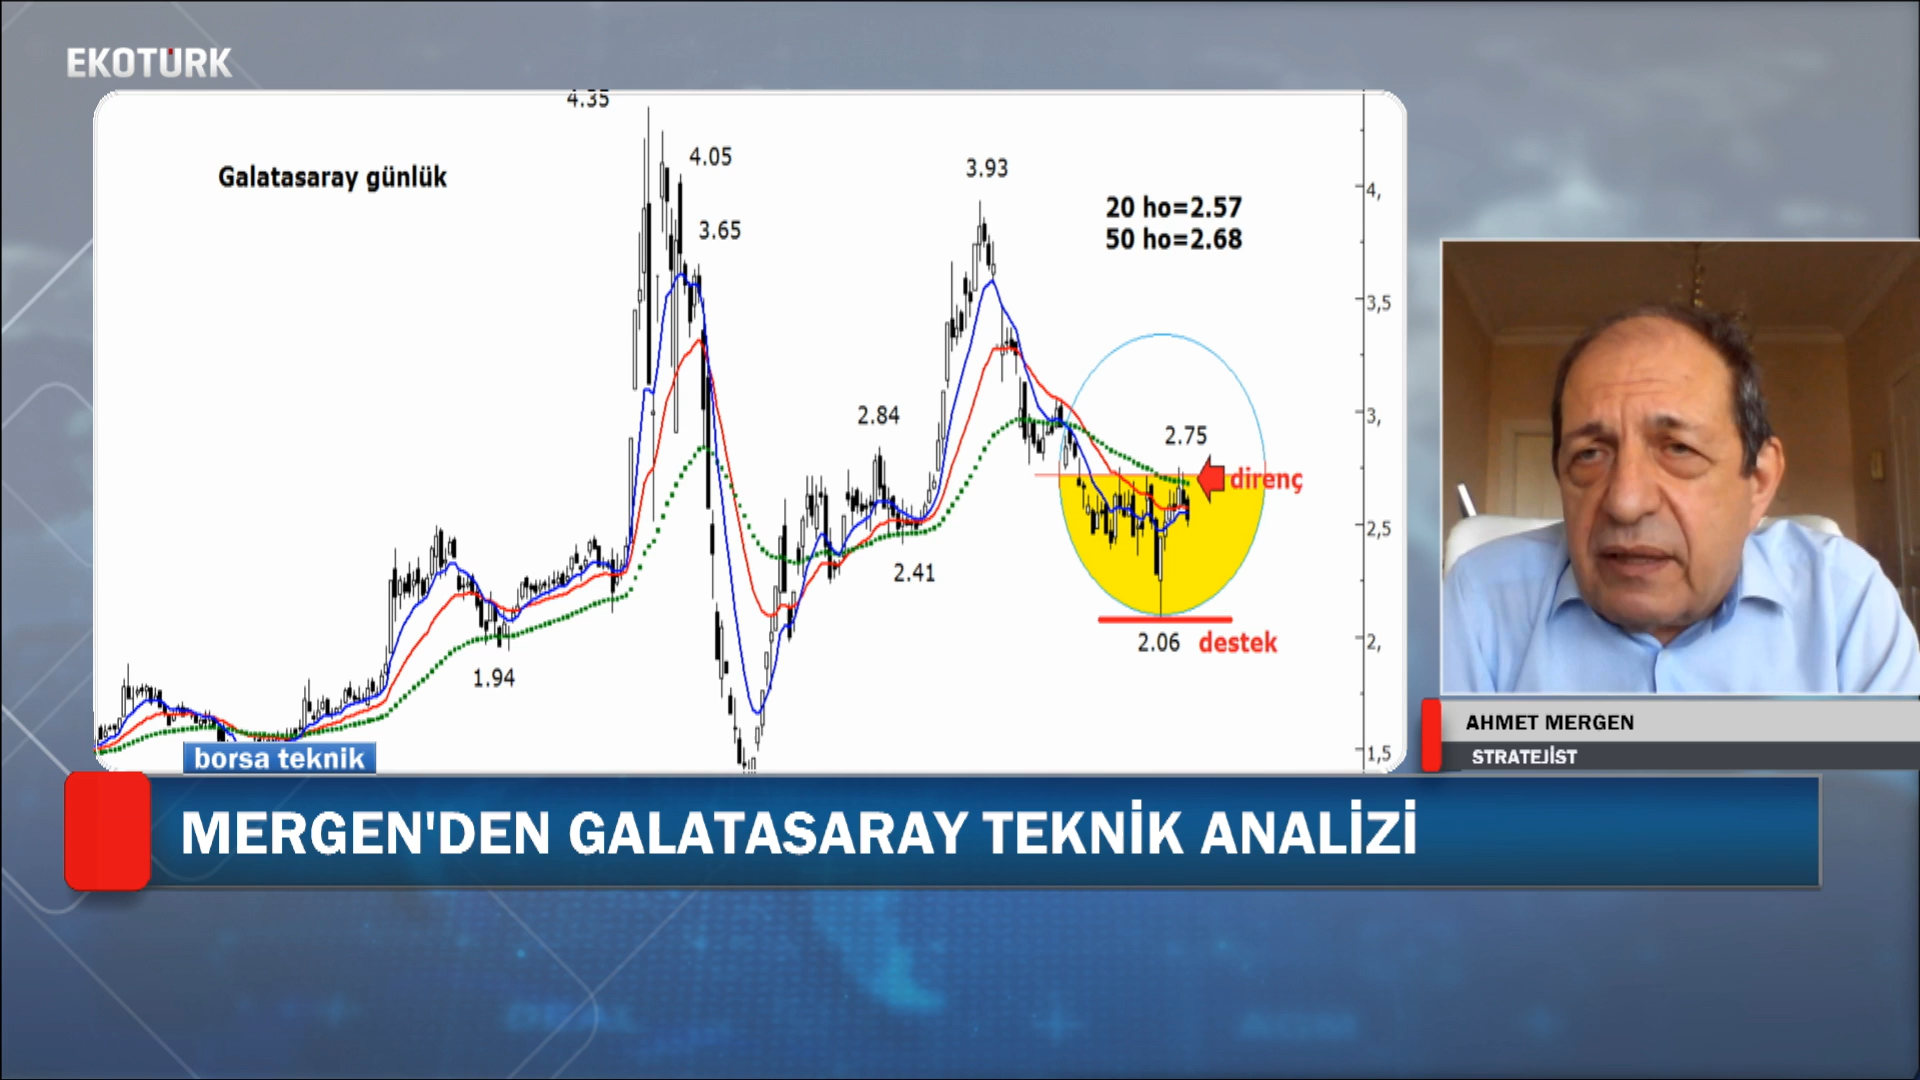 EKOTÜRK
4.35
4.05
3.93
Galatasaray günlük
4,
20 ho=2.57
3.65
50 ho=2.68
3,5
2.84
3,
2.75
direnç
2,5
2.41
2,
2.06 destek
1.94
AHMET MERGEN
1,5
STRATEJİST
borsa teknik
MERGEN'DEN GALATASARAY TEKNİK ANALİZİ